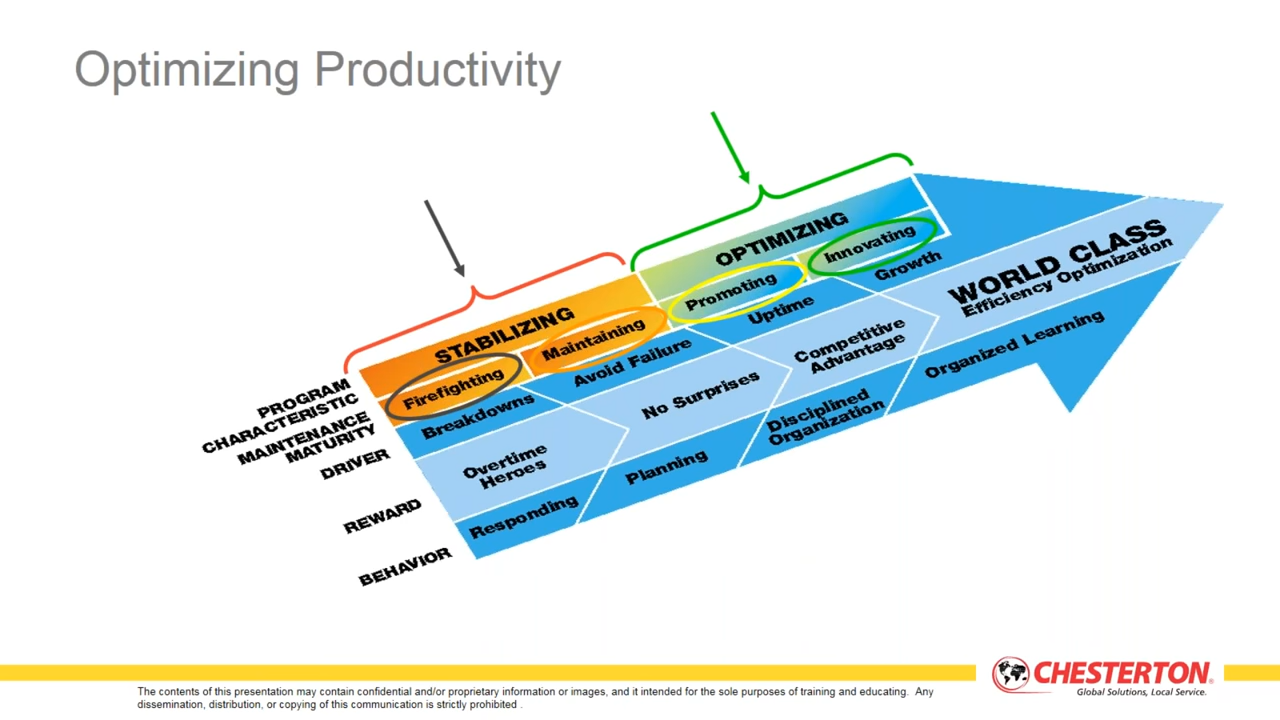 Optimizing Productivity
PROGRAM
CHARACTERISTIC
STABILIZING
OPTIMIZING
MAINTENANCE
MATURITY
Firefighting
Maintaining
Promoting
Innovating
DRIVER
Breakdowns
Avoid Failure
Uptime
Growth
REWARD
Overtime
Heroes
No Surprises
Competitive
Advantage
WORLD CLASS
Efficiency Optimization
BEHAVIOR
Responding
Planning
Disciplined
Organization
Organized Learning
CHESTERTON®
Global Solutions, Local Service.
The contents of this presentation may contain confidential and/or proprietary information or images, and it intended for the sole purposes of training and educating. Any
dissemination, distribution, or copying of this communication is strictly prohibited .